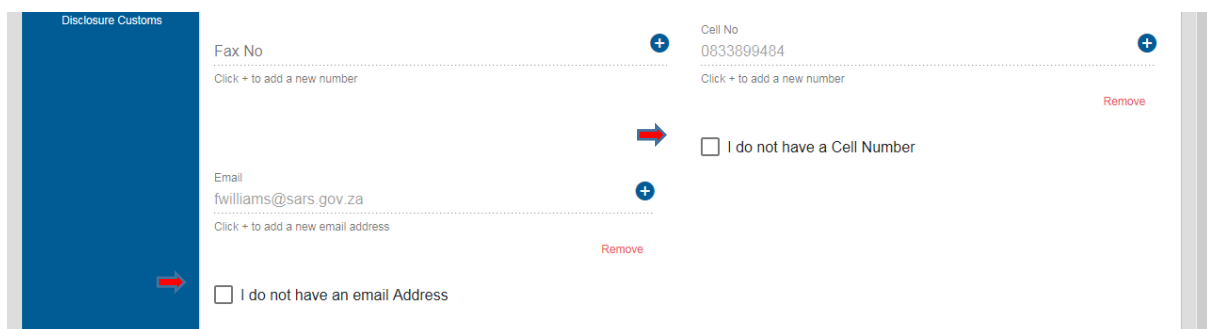 Disclosure Customs
Fax No
Click + to add a new number
Cell No
0833899484
Click + to add a new number
Remove
I do not have a Cell Number
Email
fwilliams@sars.gov.za
Click + to add a new email address
Remove
I do not have an email Address